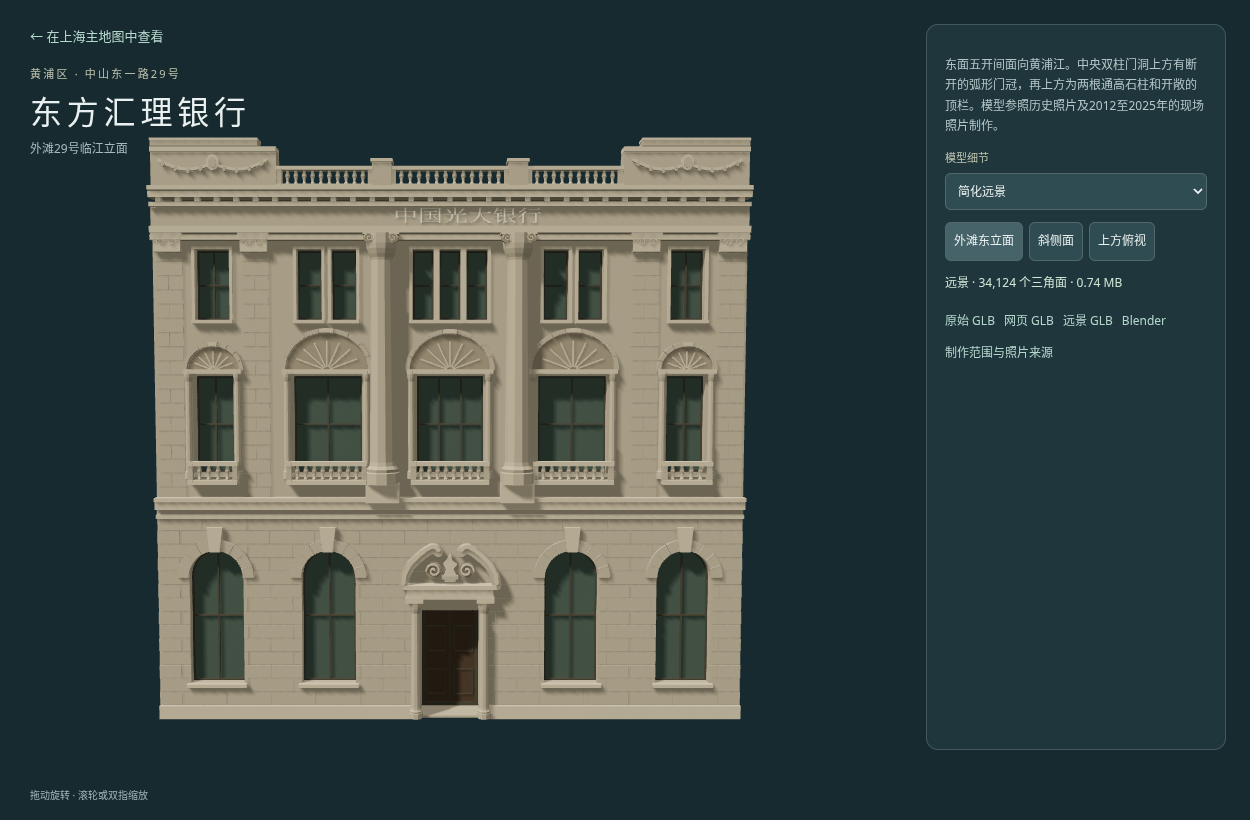 ← 在上海主地图中查看
黄浦区 · 中山东一路29号
东方汇理银行
外滩29号临江立面
中国光大银行
拖动旋转 · 滚轮或双指缩放
东面五开间面向黄浦江。中央双柱门洞上方有断
开的弧形门冠，再上方为两根通高石柱和开敞的
顶栏。模型参照历史照片及2012至2025年的现场
照片制作。
模型细节
简化远景
外滩东立面 斜侧面 上方俯视
远景 · 34,124 个三角面 · 0.74 MB
原始 GLB 网页 GLB 远景 GLB Blender
制作范围与照片来源